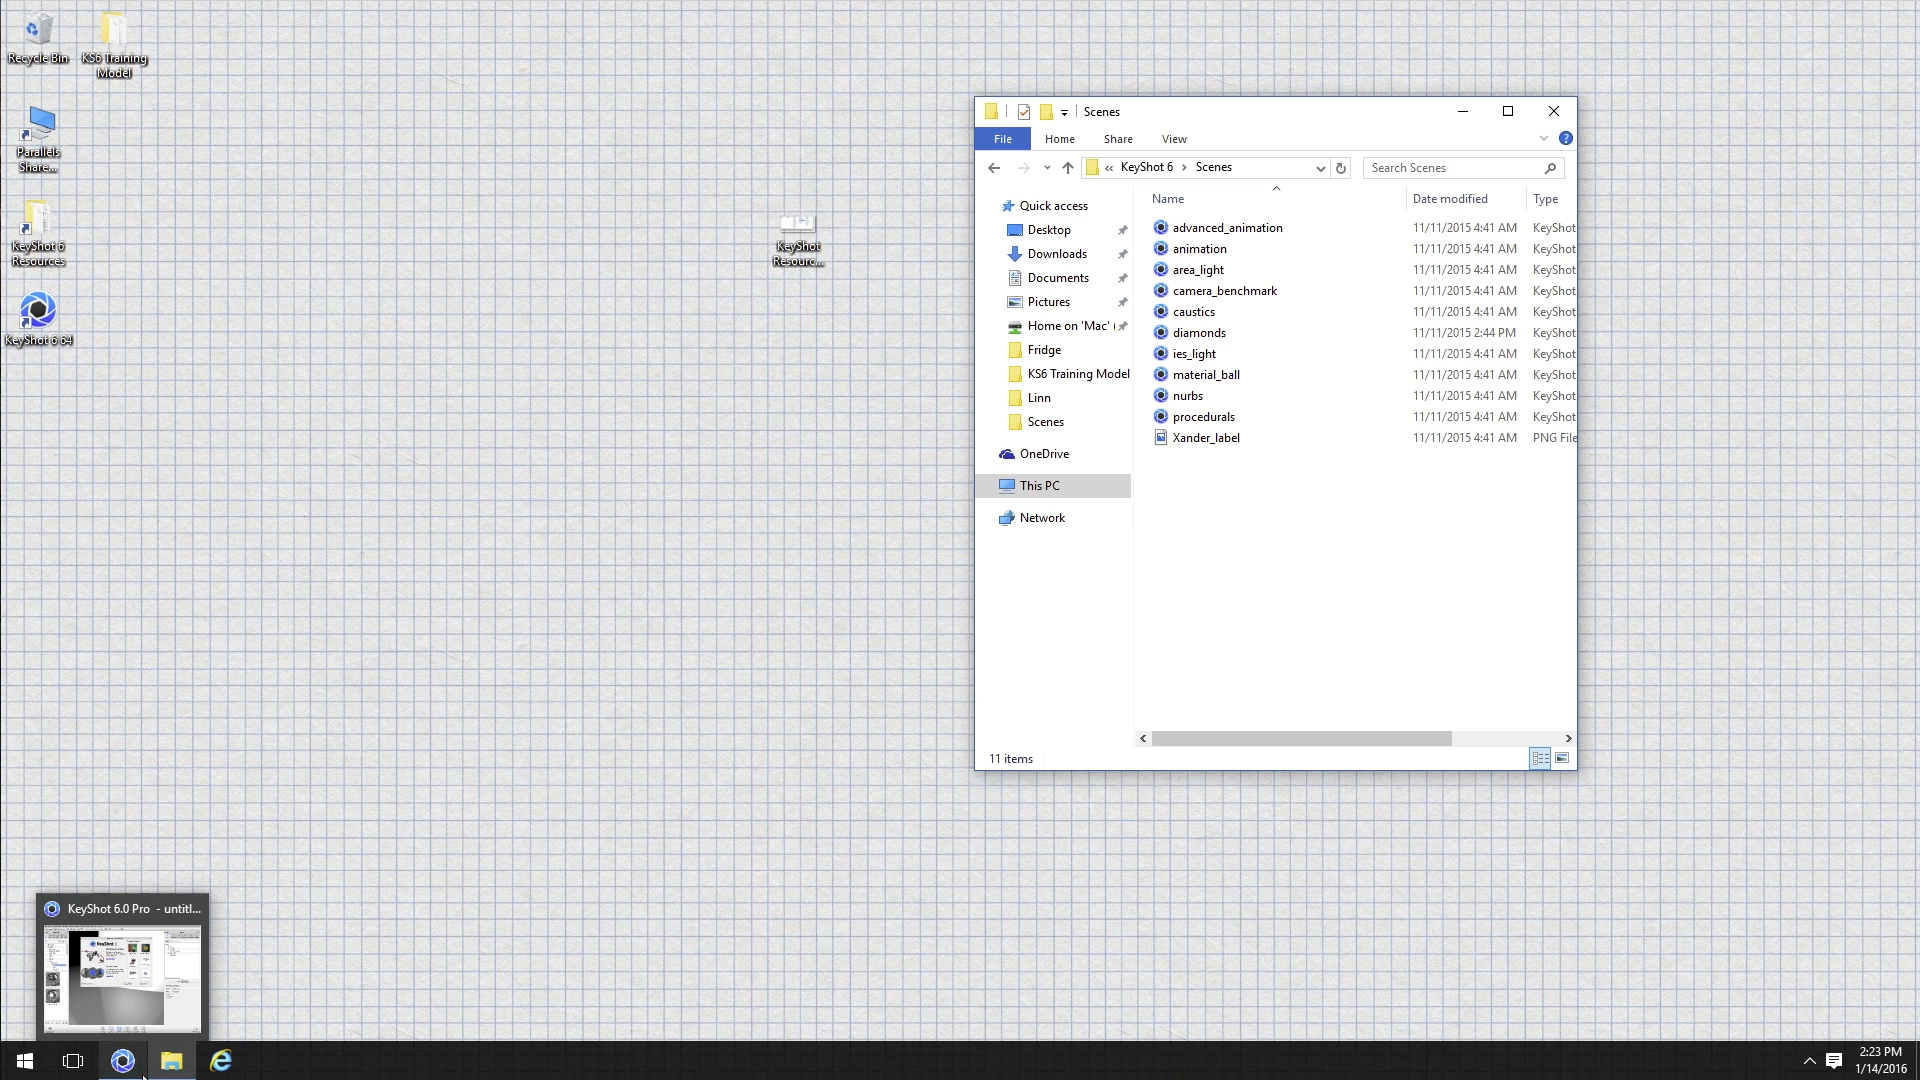 Recycle Bin
KS6 Training
Model
Parallels
Share...
KeyShot 6
Resources
KeyShot 6 64
KeyShot
Resourc...
Scenes
File Home Share View
« KeyShot 6 > Scenes
Search Scenes
Name Date modified Type
Quick access
Desktop
Downloads
Documents
Pictures
Home on 'Mac' (
Fridge
KS6 Training Model
Linn
Scenes
OneDrive
This PC
Network
advanced_animation 11/11/2015 4:41 AM KeyShot
animation 11/11/2015 4:41 AM KeyShot
area_light 11/11/2015 4:41 AM KeyShot
camera_benchmark 11/11/2015 4:41 AM KeyShot
caustics 11/11/2015 4:41 AM KeyShot
diamonds 11/11/2015 2:44 PM KeyShot
ies_light 11/11/2015 4:41 AM KeyShot
material_ball 11/11/2015 4:41 AM KeyShot
nurbs 11/11/2015 4:41 AM KeyShot
procedurals 11/11/2015 4:41 AM KeyShot
Xander_label 11/11/2015 4:41 AM PNG File
11 items
KeyShot 6.0 Pro - untitl...
KeyShot
2:23 PM
1/14/2016